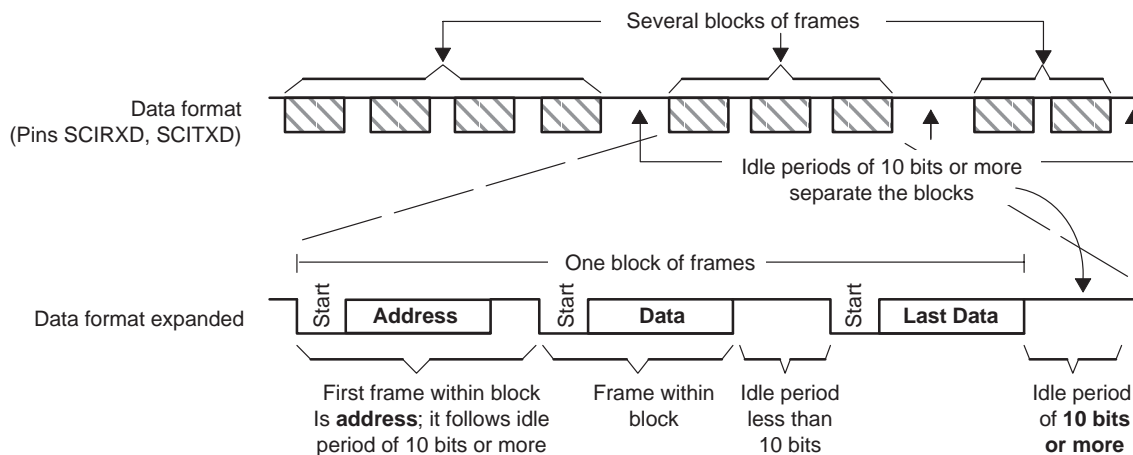 Several blocks of frames
Data format
(Pins SCIRXD, SCITXD)
Idle periods of 10 bits or more
separate the blocks
One block of frames
Data format expanded
Start
Address
Start
Data
Start
Last Data
First frame within block
Is address; it follows idle
period of 10 bits or more
Frame within
block
Idle period
less than
10 bits
Idle period
of 10 bits
or more